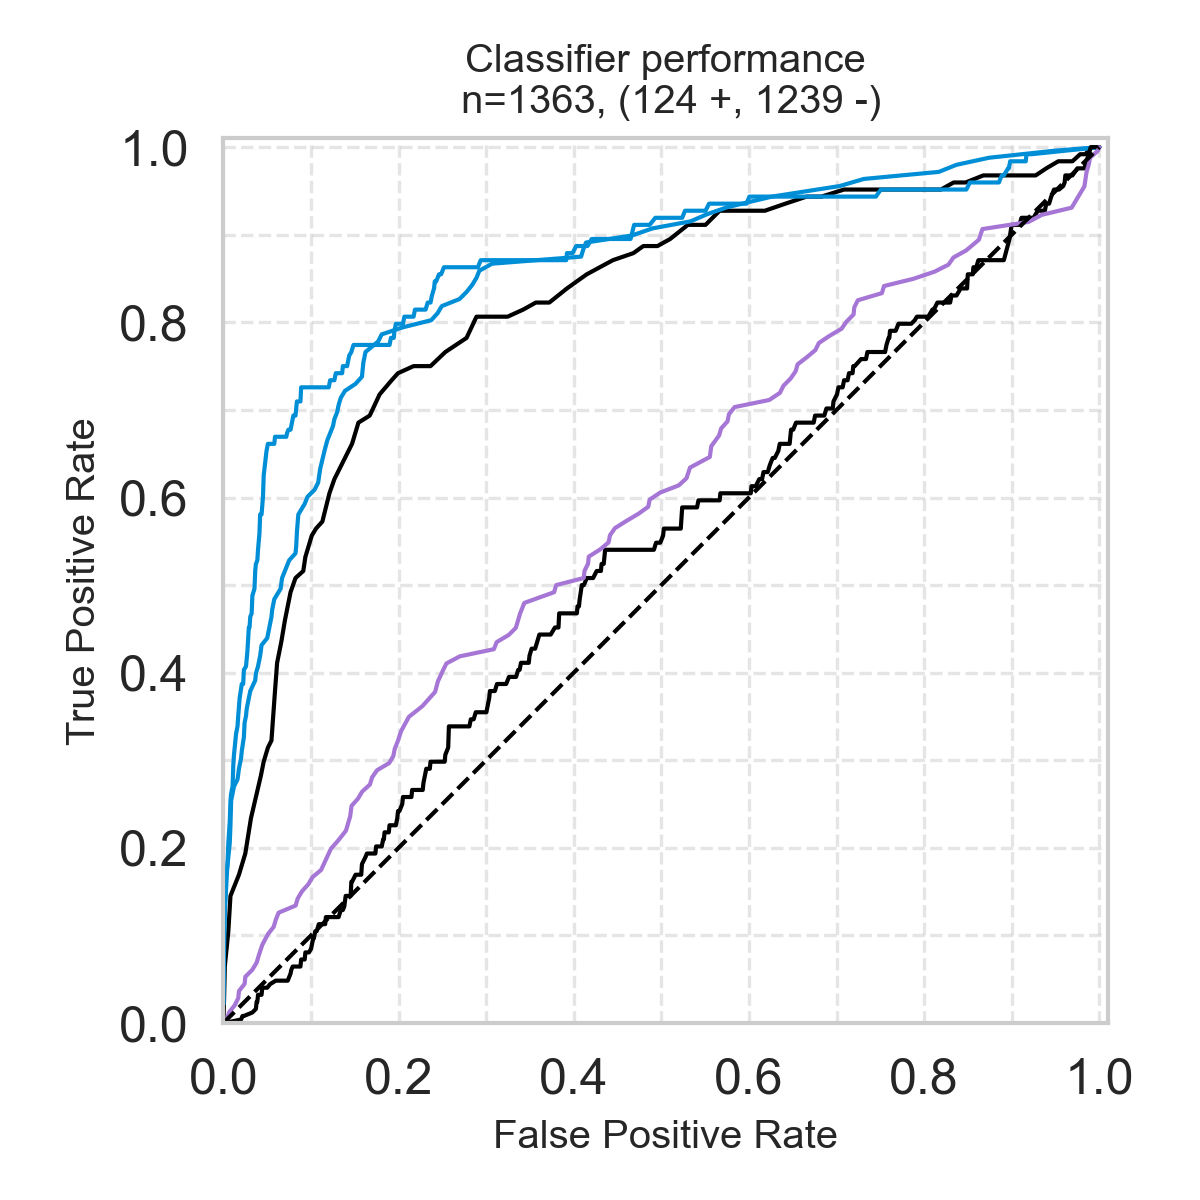 Classifier performance
n=1363, (124 +, 1239 -)
1.0
0.8
0.6
0.4
0.2
0.0
True Positive Rate
0.0 0.2 0.4 0.6 0.8 1.0
False Positive Rate